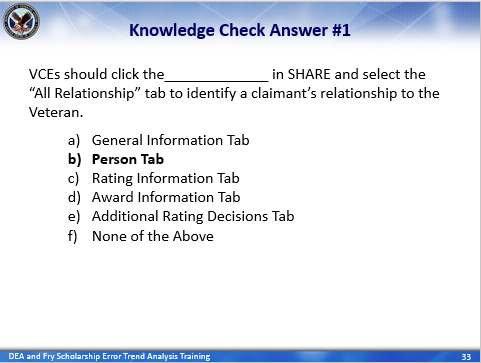 Knowledge Check Answer #1
VCEs should click the______________ in SHARE and select the
“All Relationship” tab to identify a claimant’s relationship to the
Veteran.
a) General Information Tab
b) Person Tab
c) Rating Information Tab
d) Award Information Tab
e) Additional Rating Decisions Tab
f) None of the Above
DEA and Fry Scholarship Error Trend Analysis Training
33